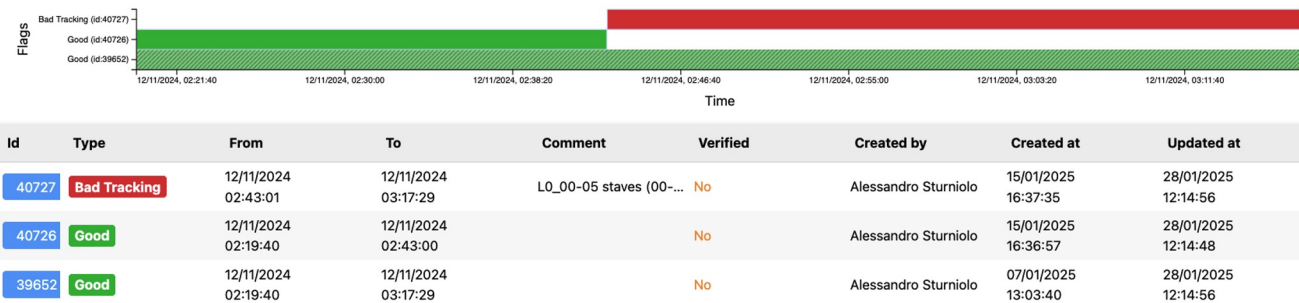 Flags
Bad Tracking (id:40727)
Good (id:40726)
Good (id:39652)
12/11/2024, 02:21:40 12/11/2024, 02:30:00 12/11/2024, 02:38:20 12/11/2024, 02:46:40 12/11/2024, 02:55:00 12/11/2024, 03:03:20 12/11/2024, 03:11:40
Time
Id Type From To Comment Verified Created by Created at Updated at
40727 Bad Tracking 12/11/2024 12/11/2024 L0_00-05 staves (00-... No Alessandro Sturniolo 15/01/2025 28/01/2025
02:43:01 03:17:29 16:37:35 12:14:56
40726 Good 12/11/2024 12/11/2024 No Alessandro Sturniolo 15/01/2025 28/01/2025
02:19:40 02:43:00 16:36:57 12:14:48
39652 Good 12/11/2024 12/11/2024 No Alessandro Sturniolo 07/01/2025 28/01/2025
02:19:40 03:17:29 13:03:40 12:14:56